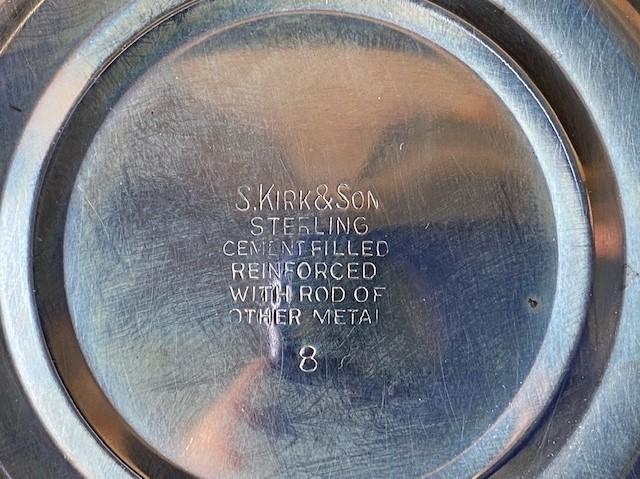 S. KIRK & SON
STERLING
CEMENT FILLED
REINFORCED
WITH ROD OF
OTHER METAL
8